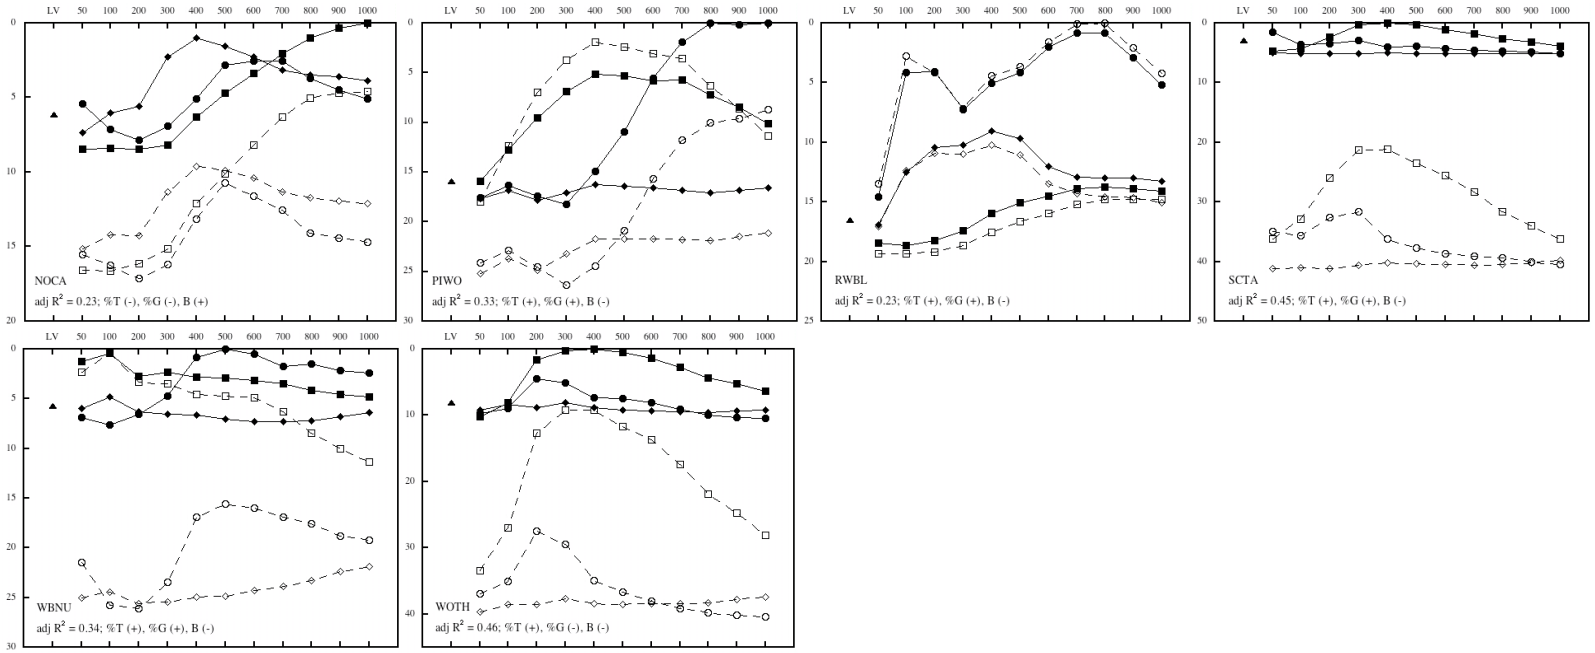 LV 50 100 200 300 400 500 600 700 800 900 1000
0
5
10
15
20
NOCA
adj R² = 0.23; %T (-), %G (-), B (+)
LV 50 100 200 300 400 500 600 700 800 900 1000
0
5
10
15
20
25
30
PIWO
adj R² = 0.33; %T (+), %G (+), B (-)
LV 50 100 200 300 400 500 600 700 800 900 1000
0
5
10
15
20
25
RWBL
adj R² = 0.23; %T (+), %G (+), B (-)
LV 50 100 200 300 400 500 600 700 800 900 1000
0
10
20
30
40
50
SCTA
adj R² = 0.45; %T (+), %G (+), B (-)
LV 50 100 200 300 400 500 600 700 800 900 1000
0
5
10
15
20
25
30
WBNU
adj R² = 0.34; %T (+), %G (+), B (-)
LV 50 100 200 300 400 500 600 700 800 900 1000
0
10
20
30
40
WOTH
adj R² = 0.46; %T (+), %G (-), B (-)